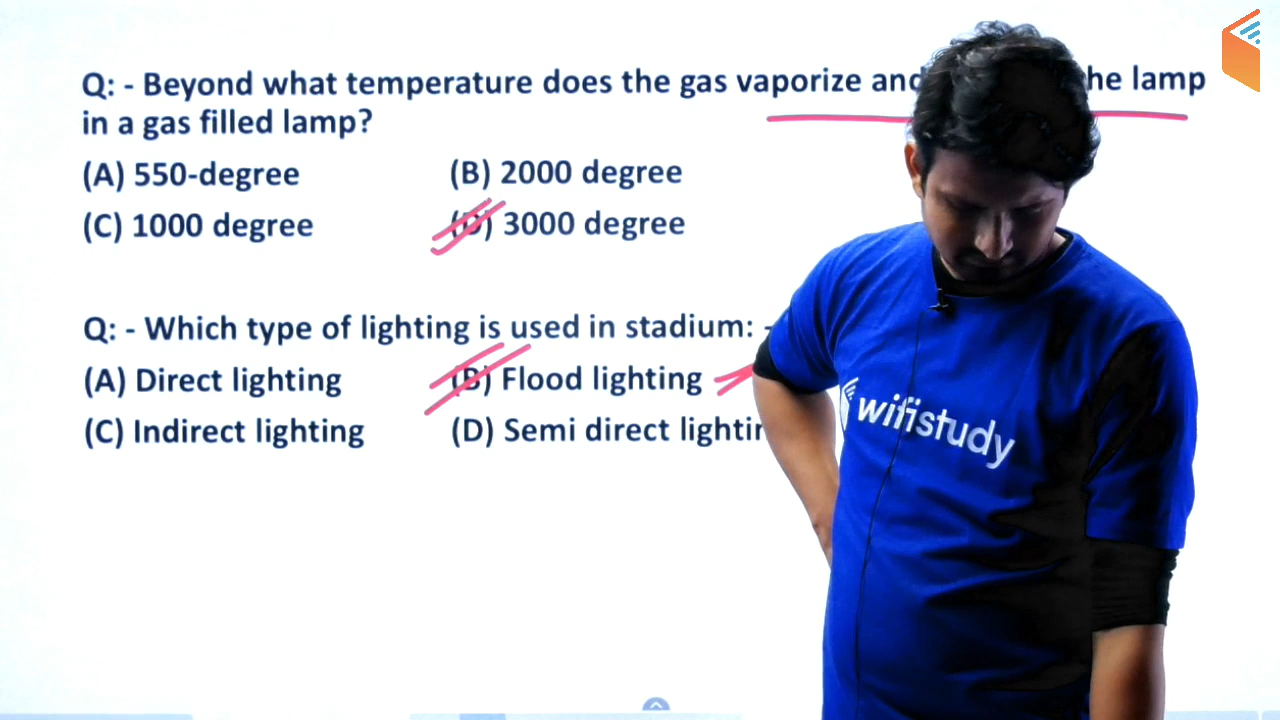 Q: - Beyond what temperature does the gas vaporize and he lamp
in a gas filled lamp?
(A) 550-degree (B) 2000 degree
(C) 1000 degree (D) 3000 degree
Q: - Which type of lighting is used in stadium: -
(A) Direct lighting (B) Flood lighting
(C) Indirect lighting (D) Semi direct lightin
wifistudy